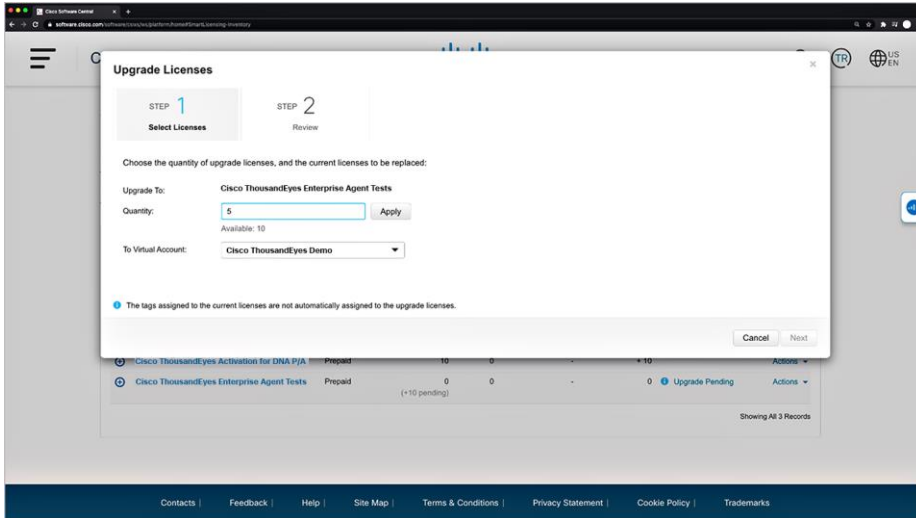 Cisco Software Central
software.cisco.com/software/csws/ws/platform/home#SmartLicensing-Inventory
C
TR
US
EN
Upgrade Licenses
STEP 1
Select Licenses
STEP 2
Review
Choose the quantity of upgrade licenses, and the current licenses to be replaced:
Upgrade To: Cisco ThousandEyes Enterprise Agent Tests
Quantity: 5 Apply
Available: 10
To Virtual Account: Cisco ThousandEyes Demo
The tags assigned to the current licenses are not automatically assigned to the upgrade licenses.
Cancel Next
Cisco ThousandEyes Activation for DNA P/A Prepaid 10 0 - + 10 Actions
Cisco ThousandEyes Enterprise Agent Tests Prepaid 0 0 - 0 Upgrade Pending Actions
(+10 pending)
Showing All 3 Records
Contacts | Feedback | Help | Site Map | Terms & Conditions | Privacy Statement | Cookie Policy | Trademarks